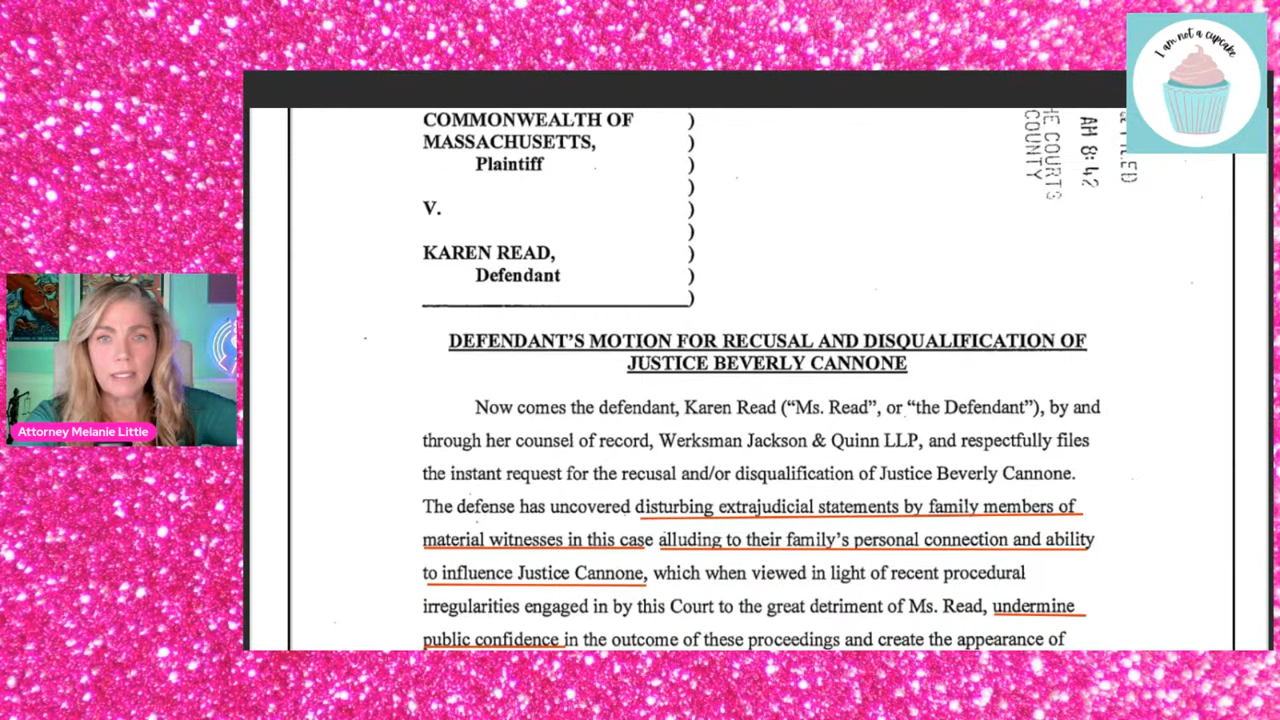 I am not a cupcake
COMMONWEALTH OF )
MASSACHUSETTS, )
Plaintiff )
)
V. )
)
KAREN READ, )
Defendant )
)
HE COURTS
COUNTY
AM 8:42
DEFENDANT'S MOTION FOR RECUSAL AND DISQUALIFICATION OF
JUSTICE BEVERLY CANNONE
Now comes the defendant, Karen Read ("Ms. Read", or "the Defendant"), by and
through her counsel of record, Werksman Jackson & Quinn LLP, and respectfully files
the instant request for the recusal and/or disqualification of Justice Beverly Cannone.
The defense has uncovered disturbing extrajudicial statements by family members of
material witnesses in this case alluding to their family's personal connection and ability
to influence Justice Cannone, which when viewed in light of recent procedural
irregularities engaged in by this Court to the great detriment of Ms. Read, undermine
public confidence in the outcome of these proceedings and create the appearance of
Attorney Melanie Little